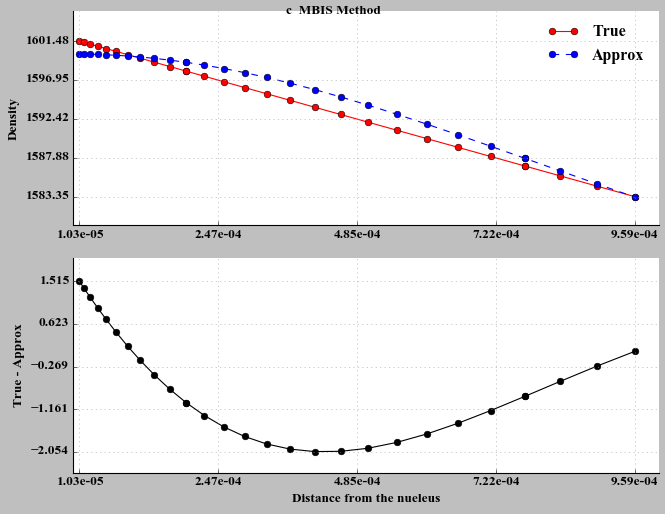 c MBIS Method
True
Approx
Density
1601.48
1596.95
1592.42
1587.88
1583.35
1.03e-05
2.47e-04
4.85e-04
7.22e-04
9.59e-04
True - Approx
1.515
0.623
−0.269
−1.161
−2.054
1.03e-05
2.47e-04
4.85e-04
7.22e-04
9.59e-04
Distance from the nueleus